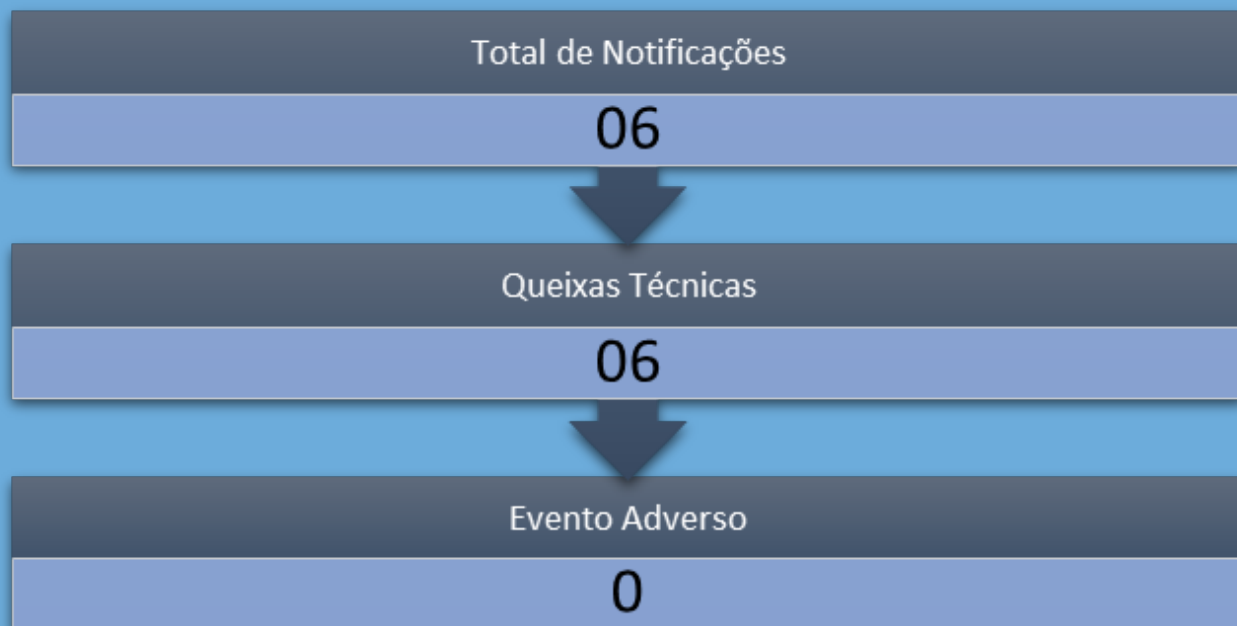 Total de Notificações
06
Queixas Técnicas
06
Evento Adverso
0